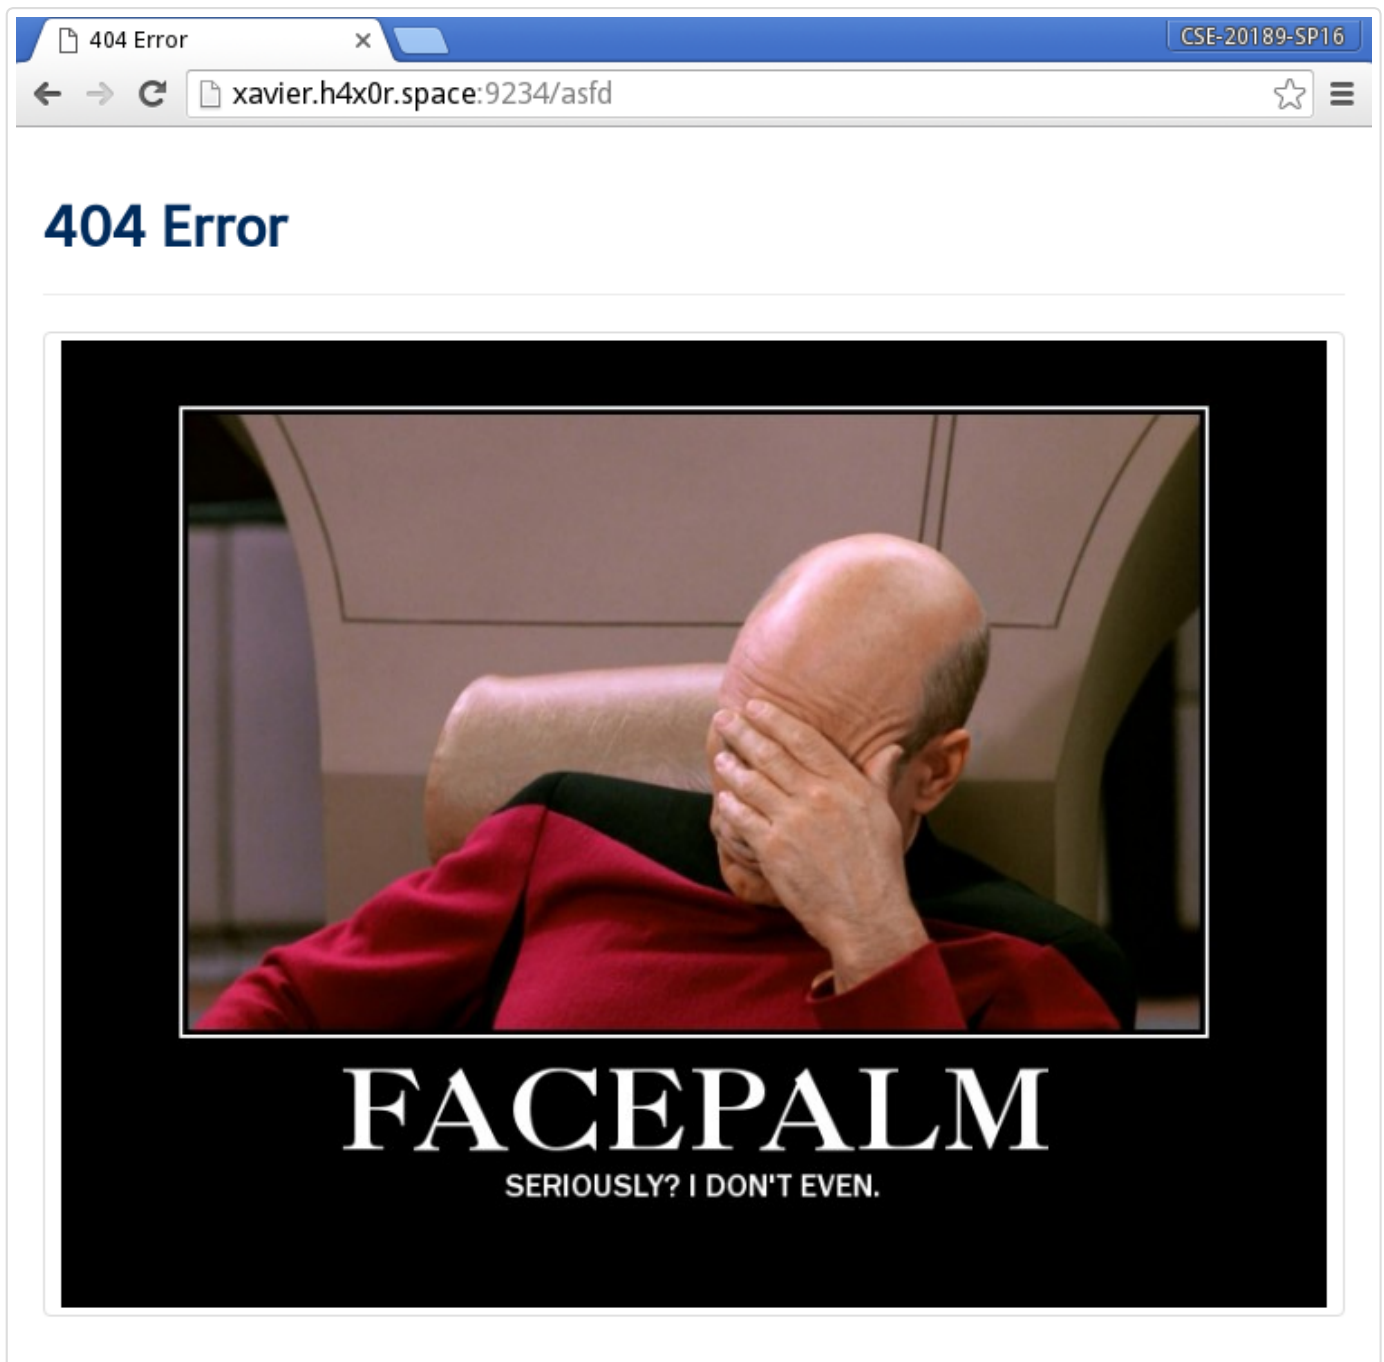 404 Error
CSE-20189-SP16
xavier.h4x0r.space:9234/asfd
404 Error
FACEPALM
SERIOUSLY? I DON'T EVEN.